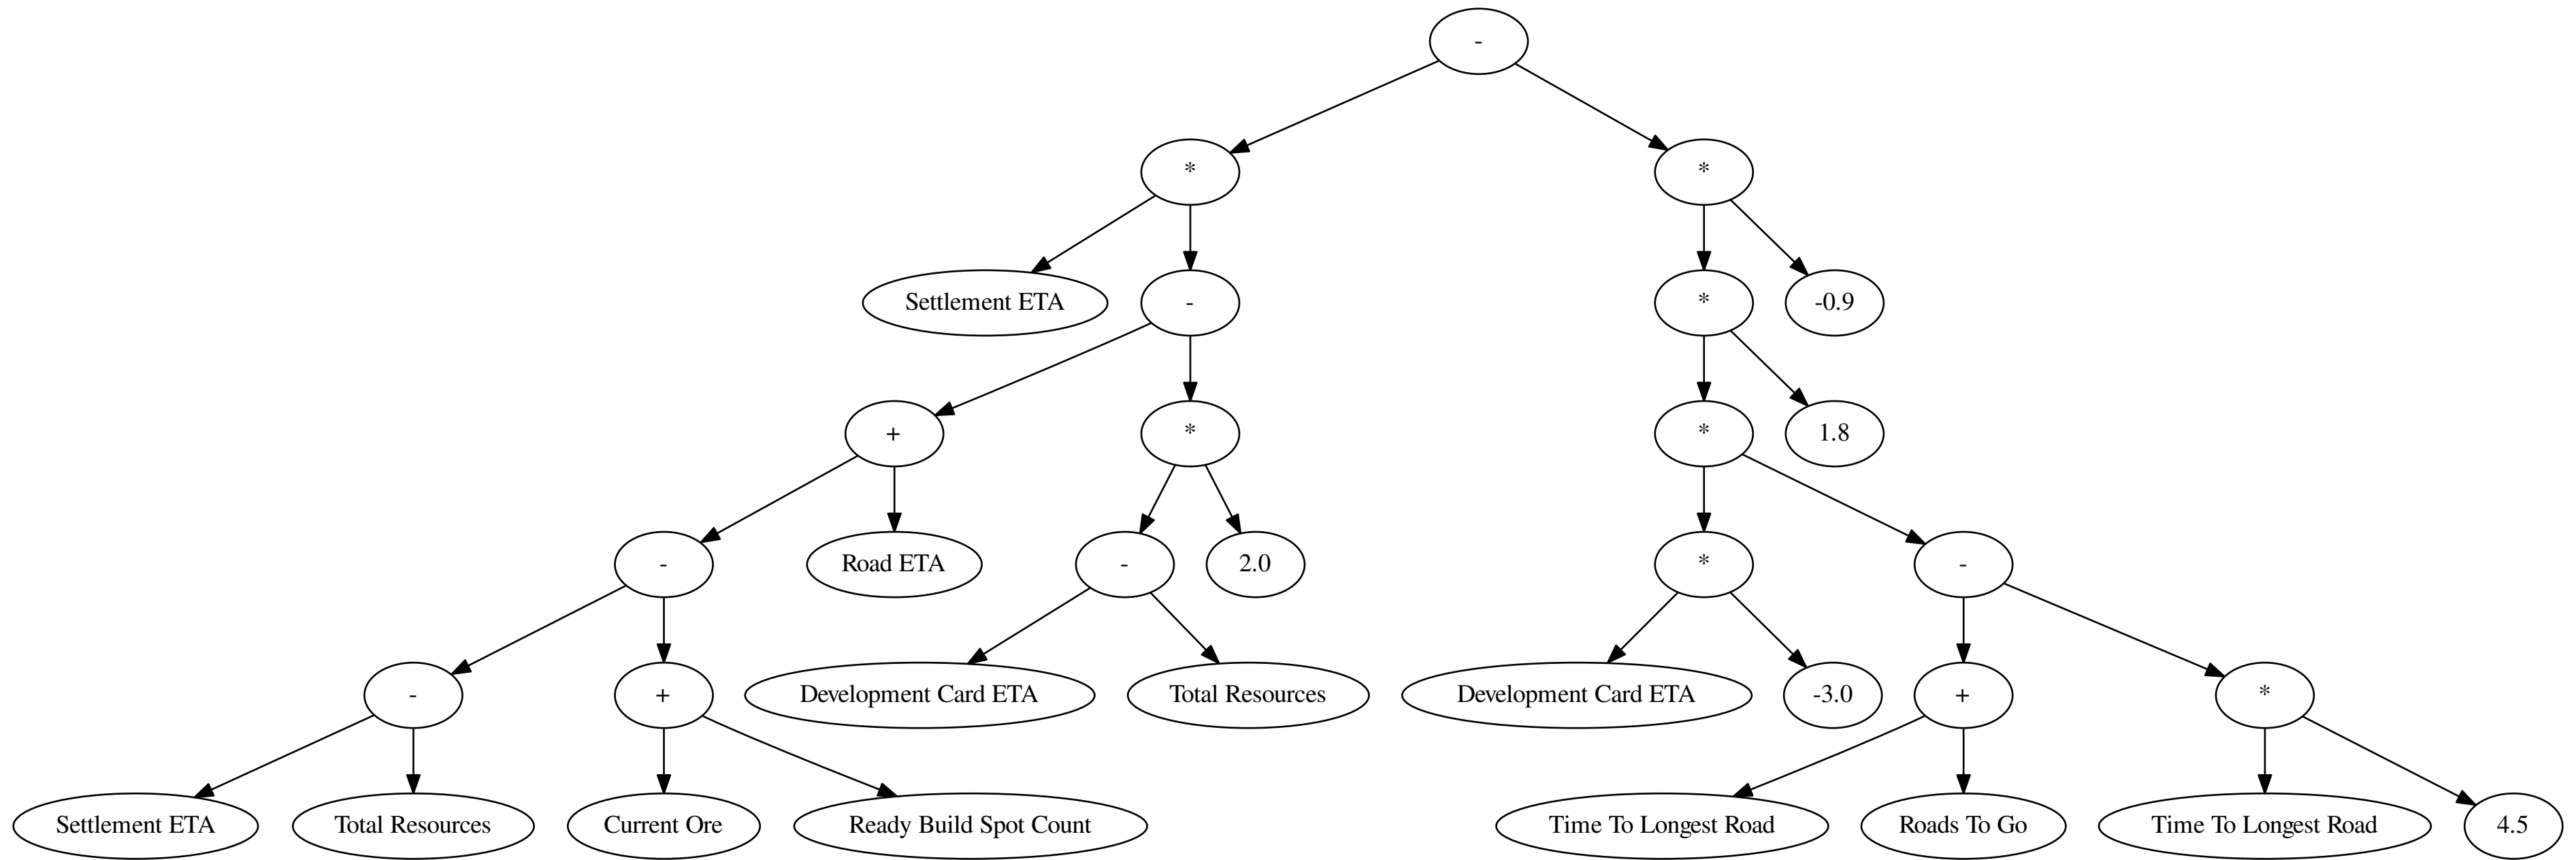 -
*
*
Settlement ETA
-
*
-0.9
+
*
*
1.8
-
Road ETA
-
2.0
*
-
-
+
Development Card ETA
Total Resources
Development Card ETA
-3.0
+
*
Settlement ETA
Total Resources
Current Ore
Ready Build Spot Count
Time To Longest Road
Roads To Go
Time To Longest Road
4.5